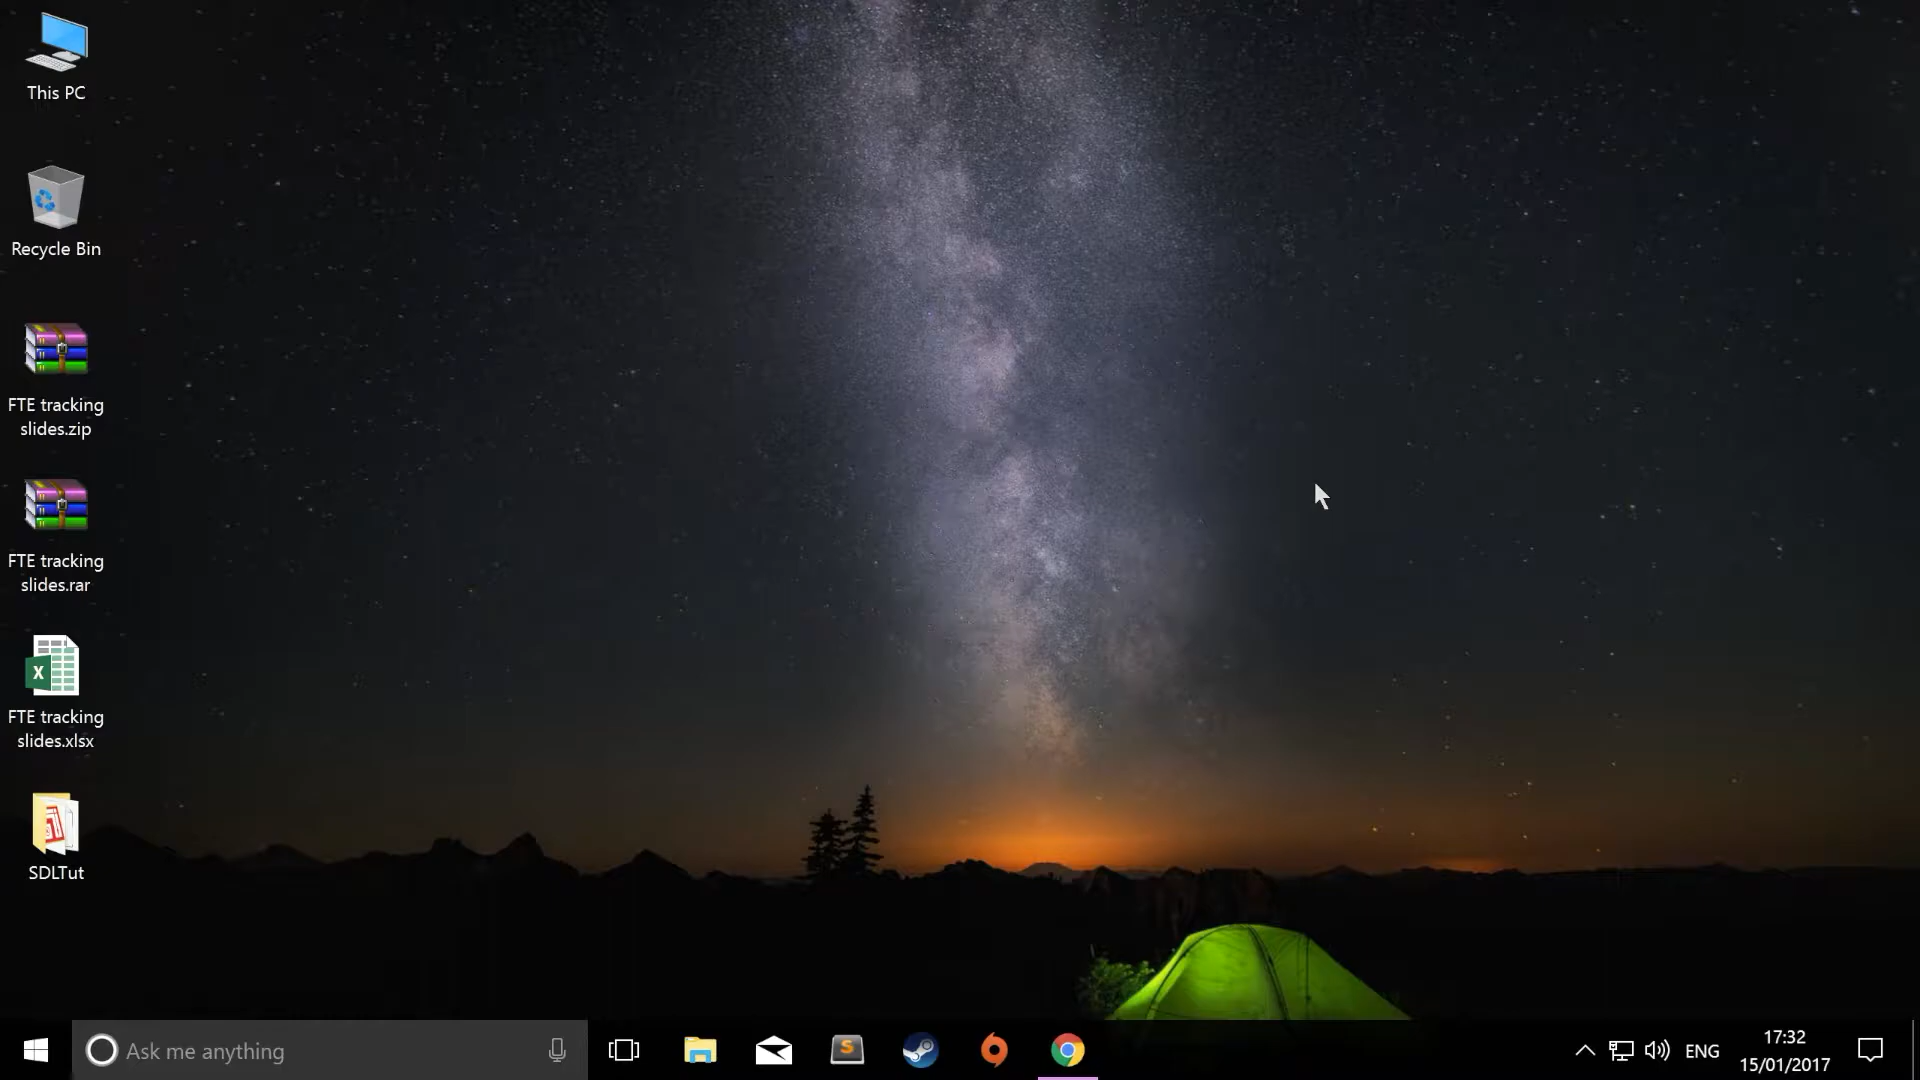 This PC
Recycle Bin
FTE tracking
slides.zip
FTE tracking
slides.rar
X
FTE tracking
slides.xlsx
SDLTut
Ask me anything
S
ENG
17:32
15/01/2017